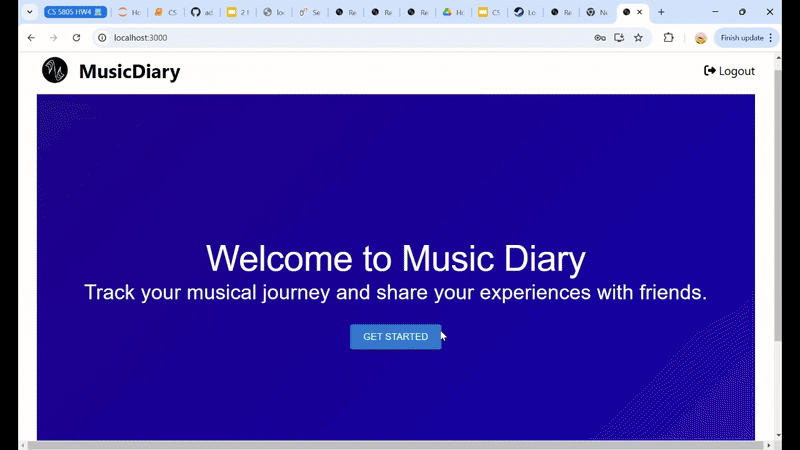 CS 5805 HW4
Ho
CS
ad
2 t
lo
Se
Re
Re
Re
Ho
CS
Lo
Re
Ne
localhost:3000
Finish update
MusicDiary
Logout
Welcome to Music Diary
Track your musical journey and share your experiences with friends.
GET STARTED